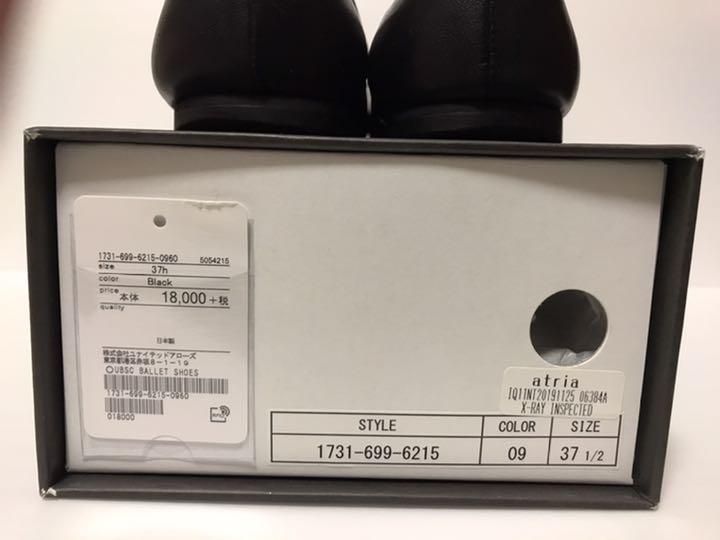 1731-699-6215-0960 5054215
size 37h
color Black
price 本体 18,000 +税
quality
日本製
株式会社ユナイテッドアローズ
東京都港区赤坂8-1-19
○UBSC BALLET SHOES
1731-699-6215-0960
018000
atria
IQ11NI20191125 06384A
X-RAY INSPECTED
STYLE COLOR SIZE
1731-699-6215 09 37 1/2